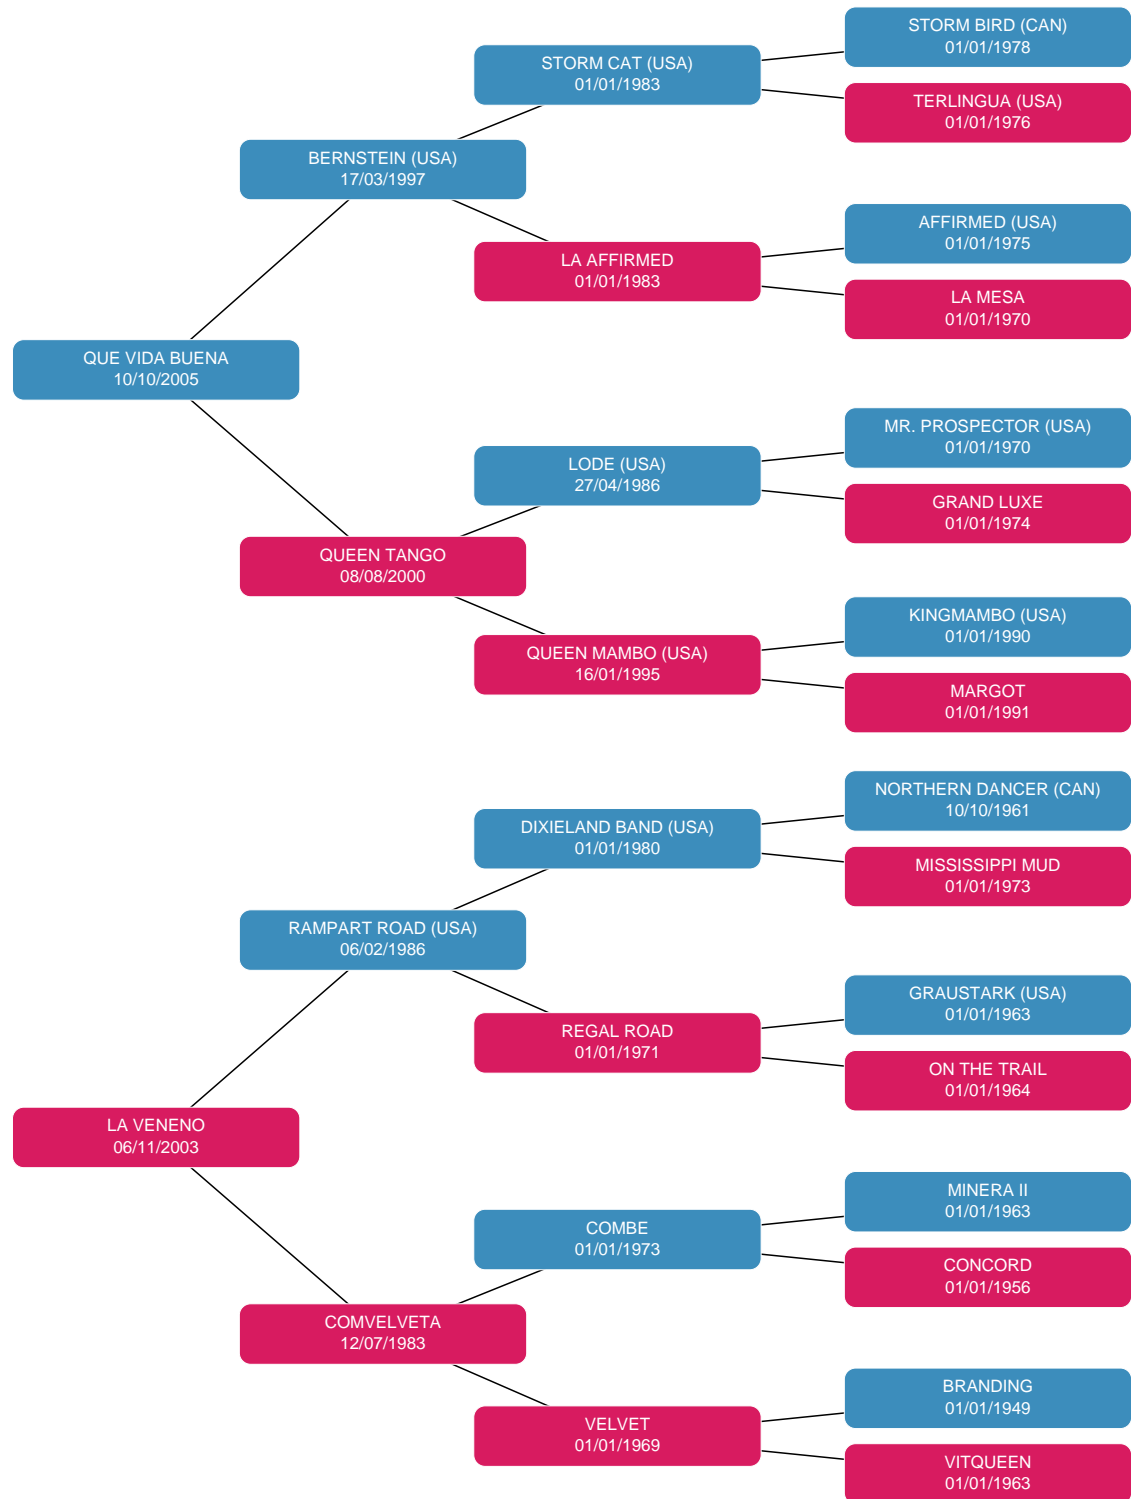 STORM BIRD (CAN)
01/01/1978
STORM CAT (USA)
01/01/1983
TERLINGUA (USA)
01/01/1976
BERNSTEIN (USA)
17/03/1997
AFFIRMED (USA)
01/01/1975
LA AFFIRMED
01/01/1983
LA MESA
01/01/1970
QUE VIDA BUENA
10/10/2005
MR. PROSPECTOR (USA)
01/01/1970
LODE (USA)
27/04/1986
GRAND LUXE
01/01/1974
QUEEN TANGO
08/08/2000
KINGMAMBO (USA)
01/01/1990
QUEEN MAMBO (USA)
16/01/1995
MARGOT
01/01/1991
NORTHERN DANCER (CAN)
10/10/1961
DIXIELAND BAND (USA)
01/01/1980
MISSISSIPPI MUD
01/01/1973
RAMPART ROAD (USA)
06/02/1986
GRAUSTARK (USA)
01/01/1963
REGAL ROAD
01/01/1971
ON THE TRAIL
01/01/1964
LA VENENO
06/11/2003
MINERA II
01/01/1963
COMBE
01/01/1973
CONCORD
01/01/1956
COMVELVETA
12/07/1983
BRANDING
01/01/1949
VELVET
01/01/1969
VITQUEEN
01/01/1963